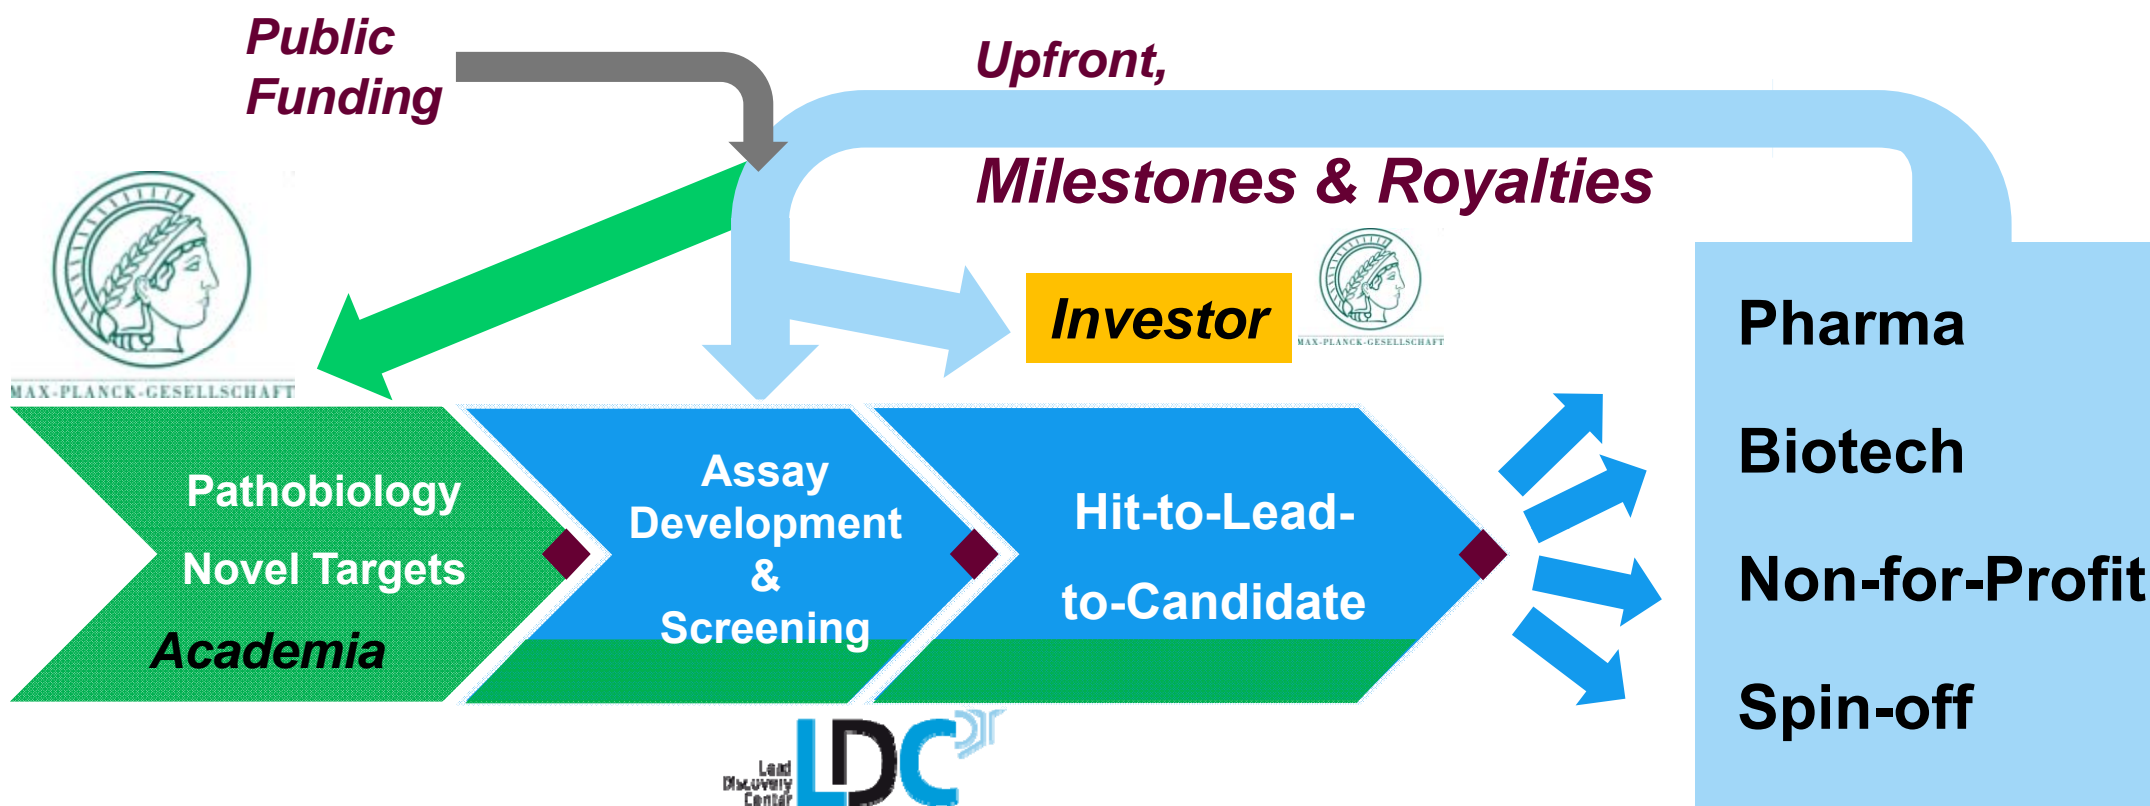 Public
Funding
Upfront,
Milestones & Royalties
MAX-PLANCK-GESELLSCHAFT
Investor
MAX-PLANCK-GESELLSCHAFT
Pathobiology
Novel Targets
Academia
Assay
Development
&
Screening
Hit-to-Lead-
to-Candidate
Pharma
Biotech
Non-for-Profit
Spin-off
Lead
Discovery
Center
LDC